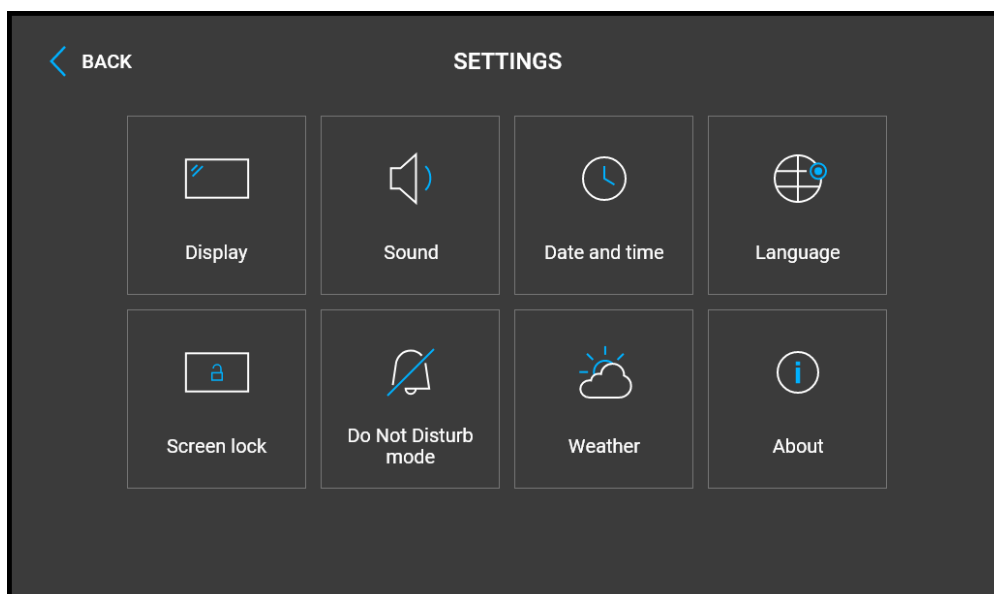 BACK
SETTINGS
Display
Sound
Date and time
Language
Screen lock
Do Not Disturb
mode
Weather
About